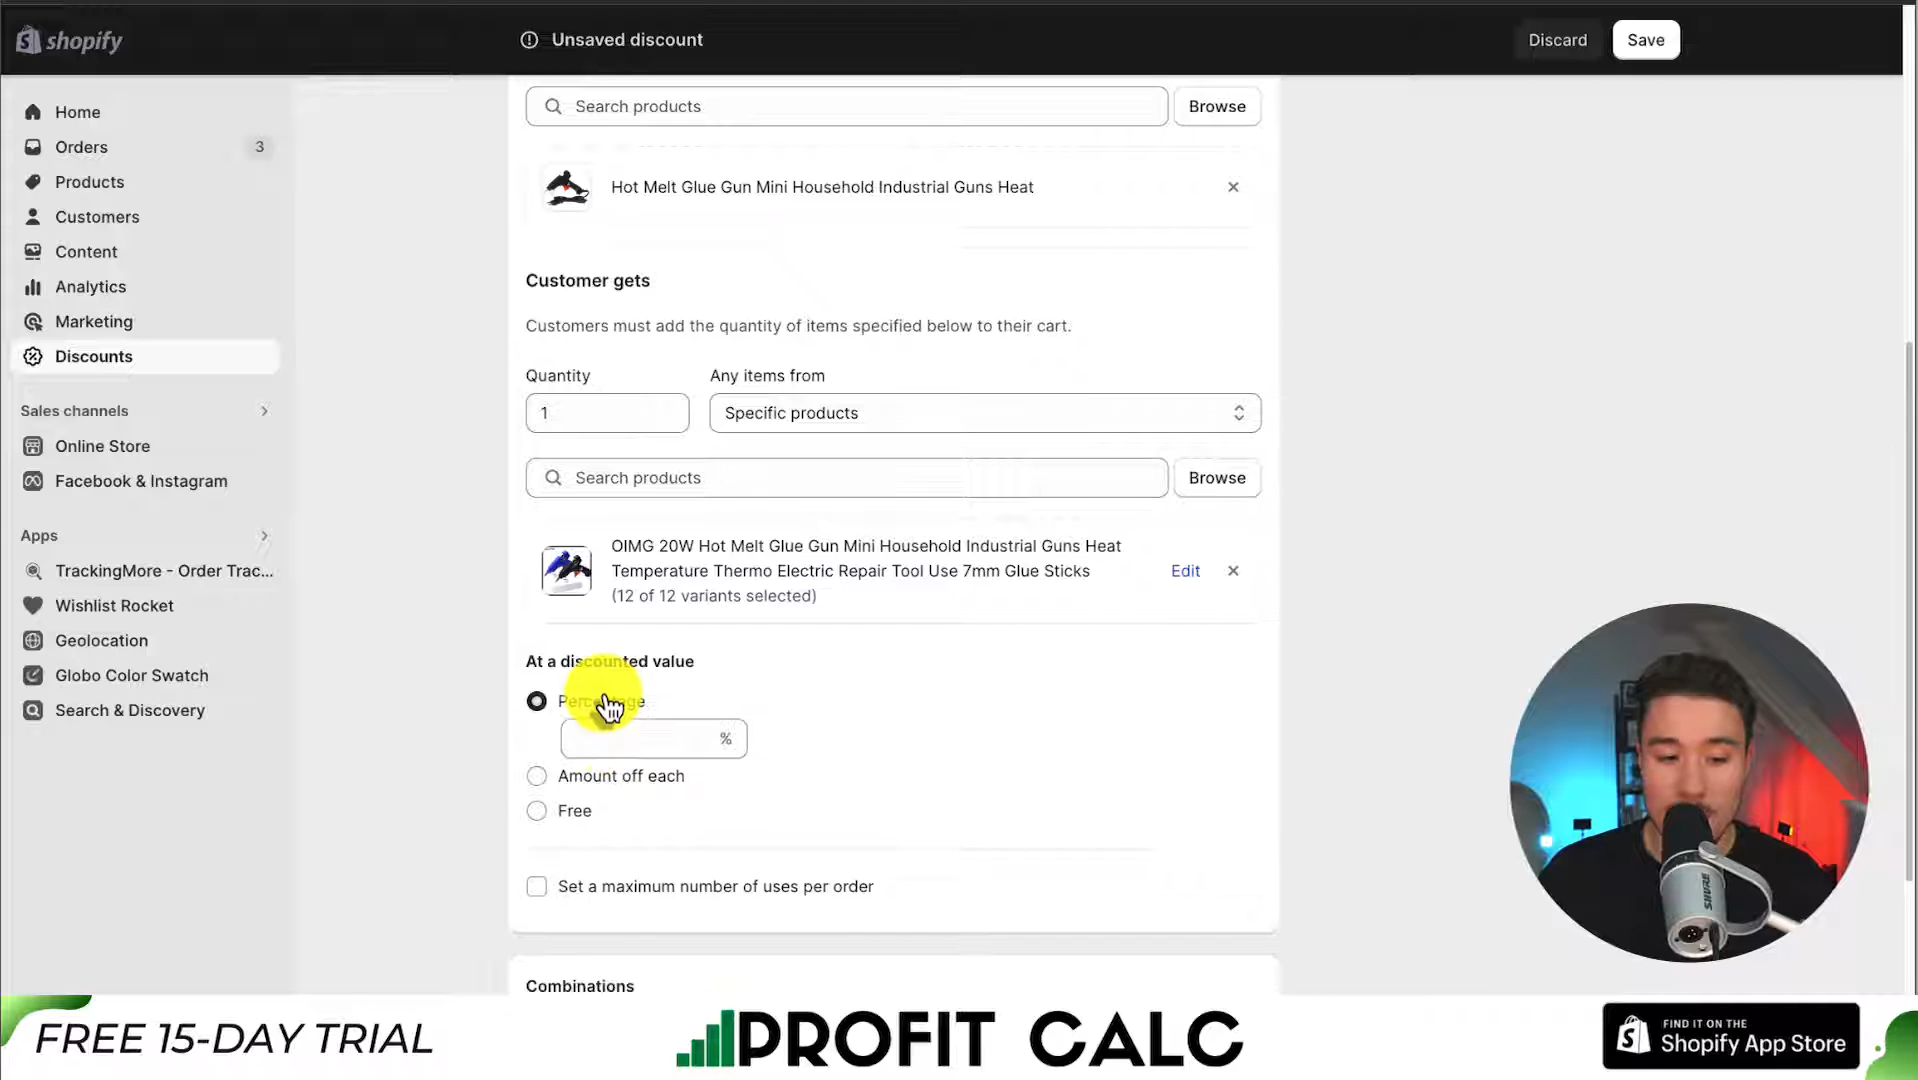 shopify
Unsaved discount
Discard
Save
Home
Orders
3
Products
Customers
Content
Analytics
Marketing
Discounts
Sales channels
Online Store
Facebook & Instagram
Apps
TrackingMore - Order Trac...
Wishlist Rocket
Geolocation
Globo Color Swatch
Search & Discovery
Search products
Browse
Hot Melt Glue Gun Mini Household Industrial Guns Heat
Customer gets
Customers must add the quantity of items specified below to their cart.
Quantity
Any items from
1
Specific products
Search products
Browse
OIMG 20W Hot Melt Glue Gun Mini Household Industrial Guns Heat
Temperature Thermo Electric Repair Tool Use 7mm Glue Sticks
(12 of 12 variants selected)
Edit
At a discounted value
Percentage
%
Amount off each
Free
Set a maximum number of uses per order
Combinations
SHURE
FREE 15-DAY TRIAL
PROFIT CALC
FIND IT ON THE
Shopify App Store